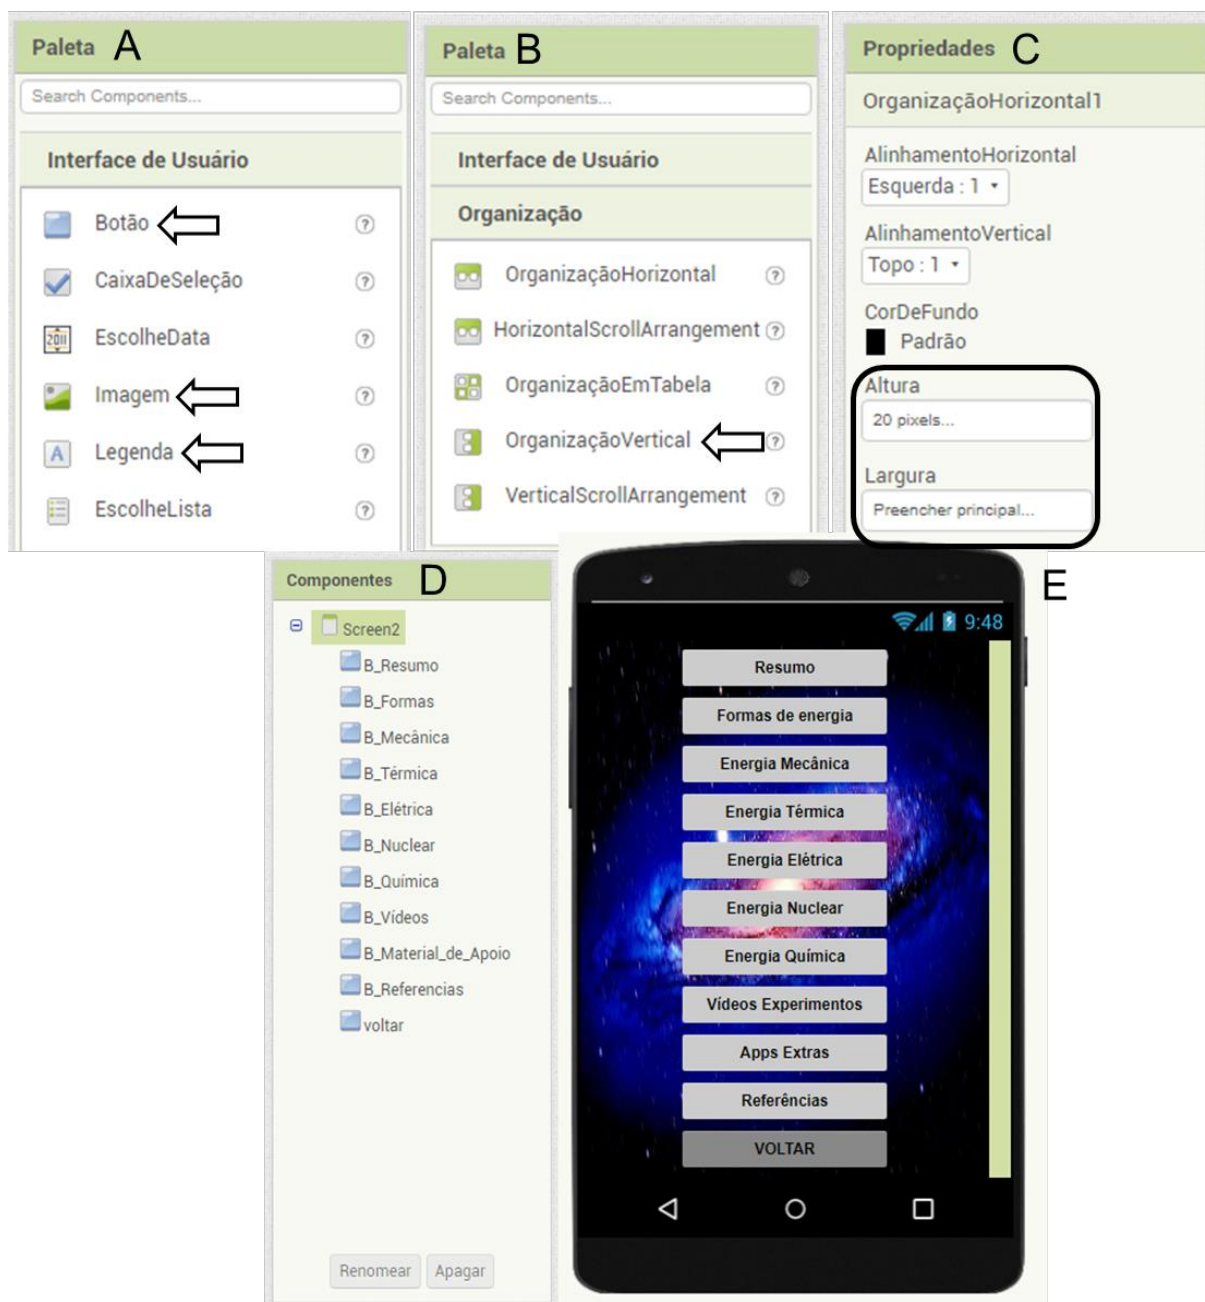 Paleta A
Search Components...
Interface de Usuário
Botão
CaixaDeSeleção
EscolheData
2011
Imagem
A Legenda
EscolheLista
Paleta B
Search Components...
Interface de Usuário
Organização
OrganizaçãoHorizontal
HorizontalScrollArrangement
OrganizaçãoEmTabela
OrganizaçãoVertical
VerticalScrollArrangement
Propriedades C
OrganizaçãoHorizontal1
AlinhamentoHorizontal
Esquerda : 1
AlinhamentoVertical
Topo : 1
CorDeFundo
Padrão
Altura
20 pixels...
Largura
Preencher principal...
Componentes D
Screen2
B_Resumo
B_Formas
B_Mecânica
B_Térmica
B_Elétrica
B_Nuclear
B_Química
B_Vídeos
B_Material_de_Apoio
B_Referencias
voltar
Renomear Apagar
E
9:48
Resumo
Formas de energia
Energia Mecânica
Energia Térmica
Energia Elétrica
Energia Nuclear
Energia Química
Vídeos Experimentos
Apps Extras
Referências
VOLTAR